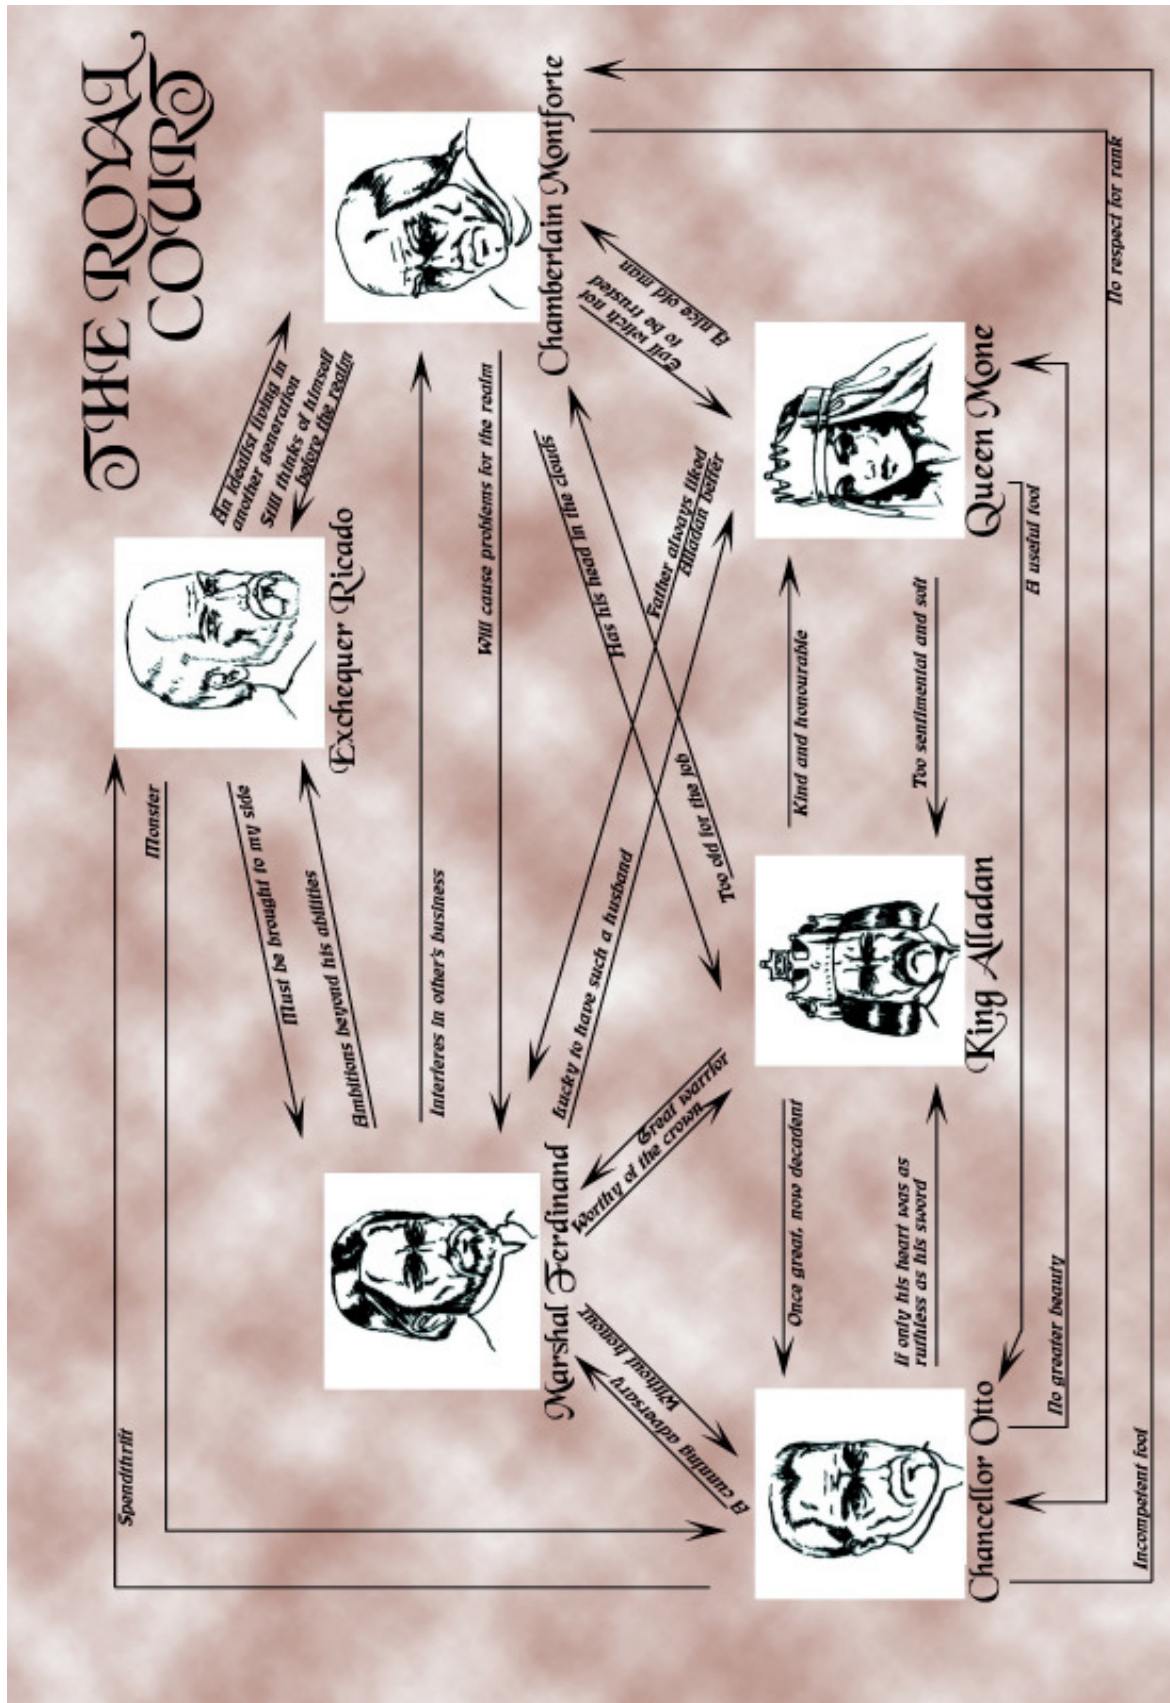 THE ROYAL
COURT
Spendthrift
Monster
Must be brought to my side
Ambitions beyond his abilities
An idealist living in
another generation
Still thinks of himself
before the realm
Exchequer Ricado
Interferes in other's business
Will cause problems for the realm
Marshal Ferdinand
Chamberlain Montforte
Has his head in the clouds
Father always liked
Alladan better
Lucky to have such a husband
Too old for the job
Evil witch not
to be trusted
A nice old man
Without honour
A cunning adversary
Great warrior
Worthy of the crown
Once great, now decadent
Kind and honourable
If only his heart was as
ruthless as his sword
Too sentimental and soft
Chancellor Otto
King Alladan
Queen Mone
A useful tool
No greater beauty
No respect for rank
Incompetent fool